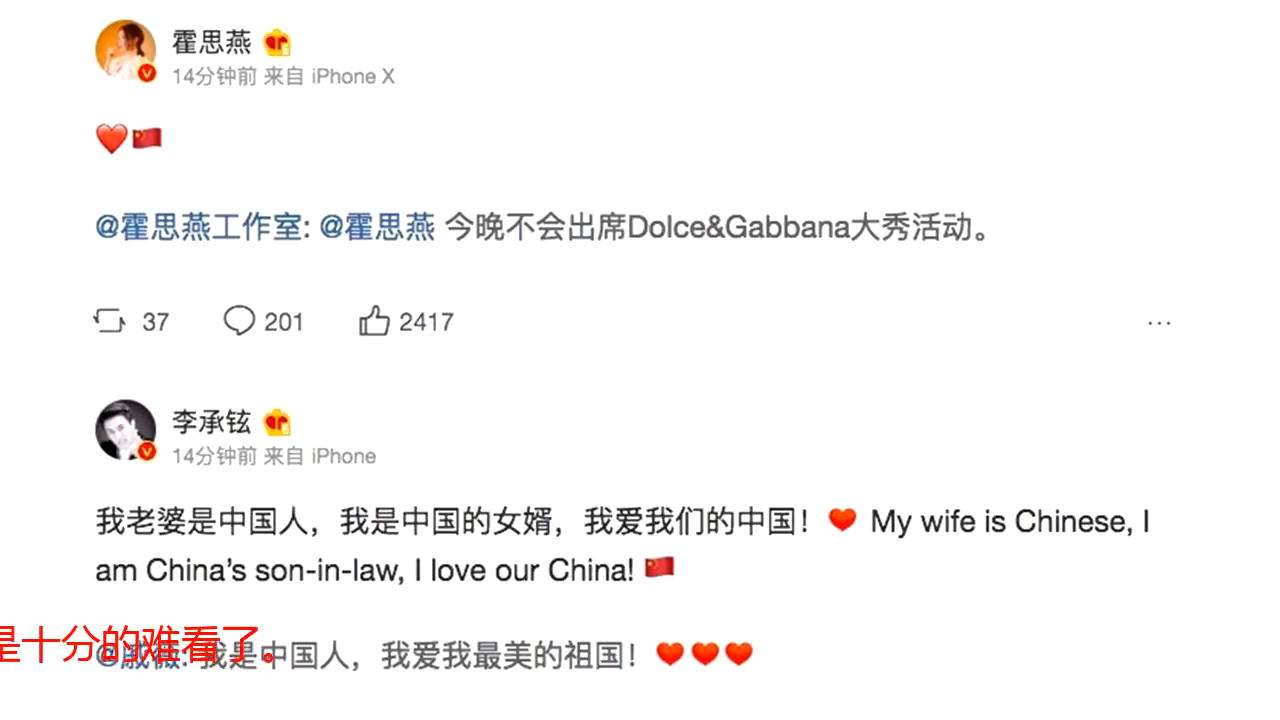 霍思燕
14分钟前 来自 iPhone X
@霍思燕工作室: @霍思燕 今晚不会出席Dolce&Gabbana大秀活动。
37 201 2417
李承铉
14分钟前 来自 iPhone
我老婆是中国人，我是中国的女婿，我爱我们的中国！ My wife is Chinese, I
am China's son-in-law, I love our China!
是十分的难看了。
@戚薇: 我是中国人，我爱我最美的祖国！